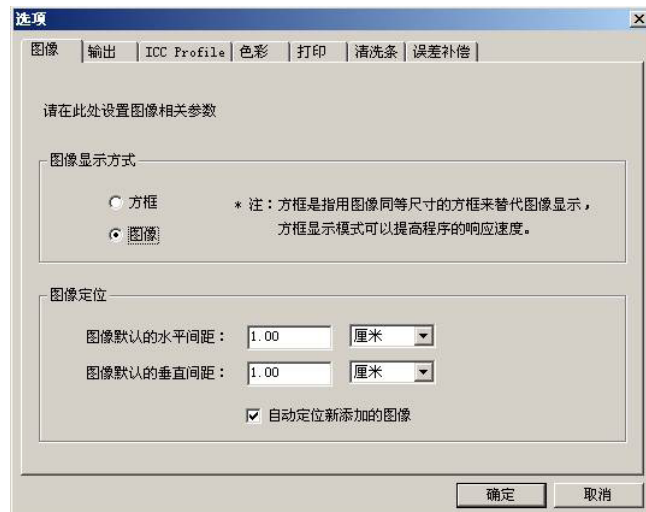 选项
图像 输出 ICC Profile 色彩 打印 清洗条 误差补偿
请在此处设置图像相关参数
图像显示方式
方框
* 注：方框是指用图像同等尺寸的方框来替代图像显示，
图像
方框显示模式可以提高程序的响应速度。
图像定位
图像默认的水平间距： 1.00 厘米
图像默认的垂直间距： 1.00 厘米
自动定位新添加的图像
确定 取消